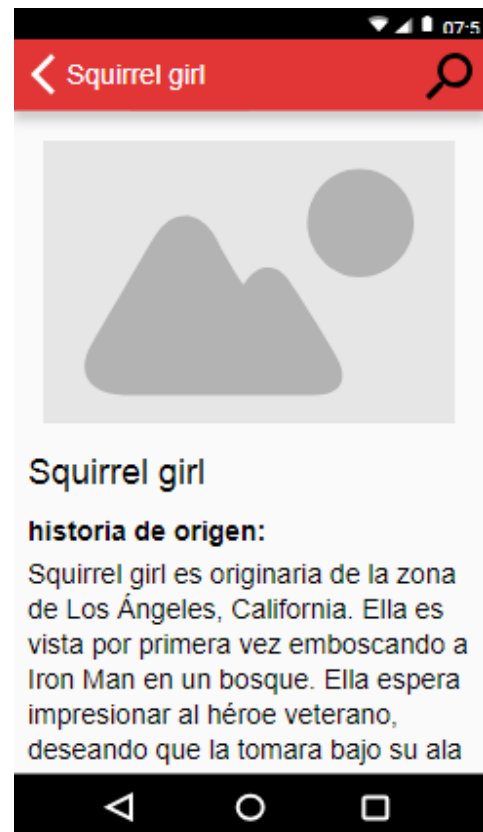 07:5
Squirrel girl
Squirrel girl
historia de origen:
Squirrel girl es originaria de la zona
de Los Ángeles, California. Ella es
vista por primera vez emboscando a
Iron Man en un bosque. Ella espera
impresionar al héroe veterano,
deseando que la tomara bajo su ala